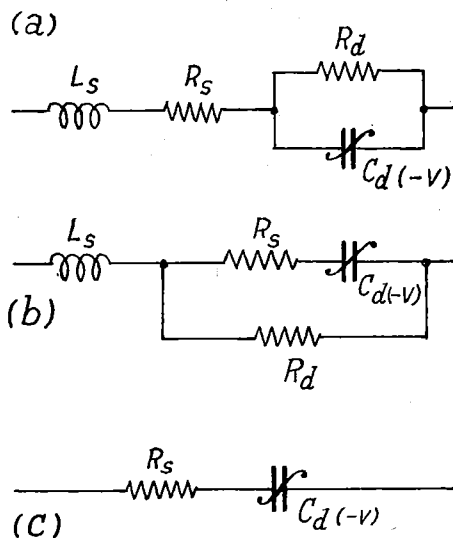 (a)
R_d
L_s R_s
C_d (-V)
L_s
R_s
C_d(-V)
(b)
R_d
R_s
C_d (-V)
(C)